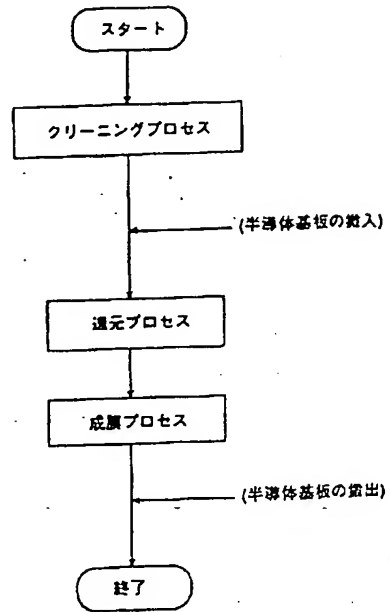 スタート
クリーニングプロセス
(半導体基板の搬入)
還元プロセス
成膜プロセス
(半導体基板の搬出)
終了